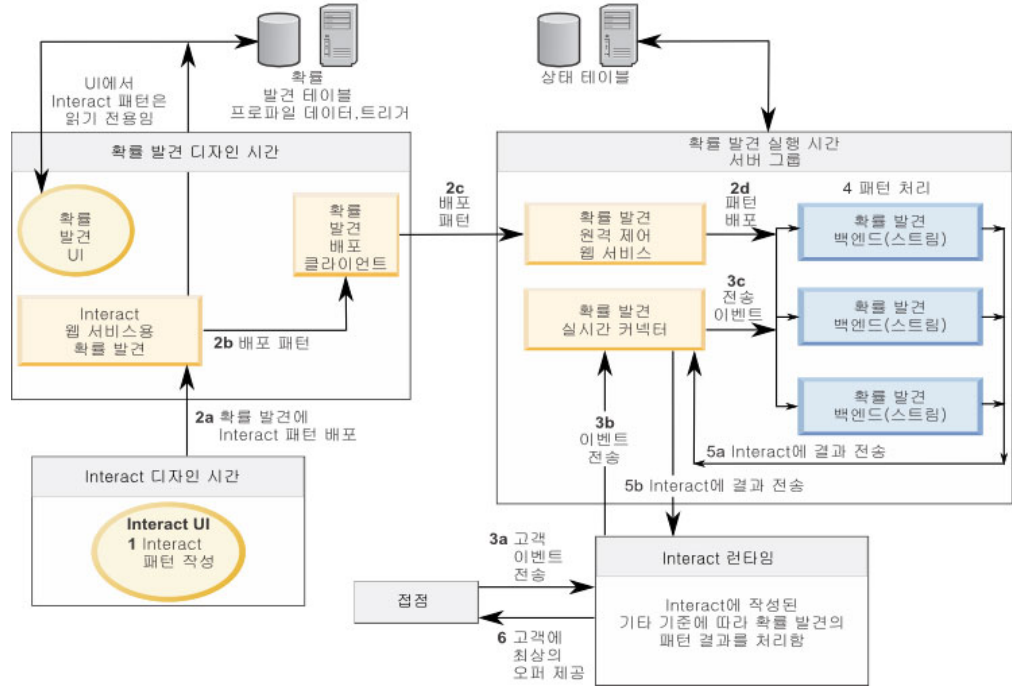 UI에서
Interact 패턴은
읽기 전용임
확률
발견 테이블
프로파일 데이터,트리거
상태 테이블
확률 발견 디자인 시간
확률
발견
UI
확률
발견
배포
클라이언트
Interact
웹 서비스용
확률 발견
2b 배포 패턴
2c
배포
패턴
2a 확률 발견에
Interact 패턴 배포
Interact 디자인 시간
Interact UI
1 Interact
패턴 작성
확률 발견 실행 시간
서버 그룹
확률 발견
원격 제어
웹 서비스
2d
패턴
배포
4 패턴 처리
확률 발견
백엔드(스트림)
확률 발견
실시간 커넥터
3c
전송
이벤트
확률 발견
백엔드(스트림)
확률 발견
백엔드(스트림)
3b
이벤트
전송
5a Interact에 결과 전송
5b Interact에 결과 전송
3a 고객
이벤트
전송
접점
6 고객에
최상의
오퍼 제공
Interact 런타임
Interact에 작성된
기타 기준에 따라 확률 발견의
패턴 결과를 처리함